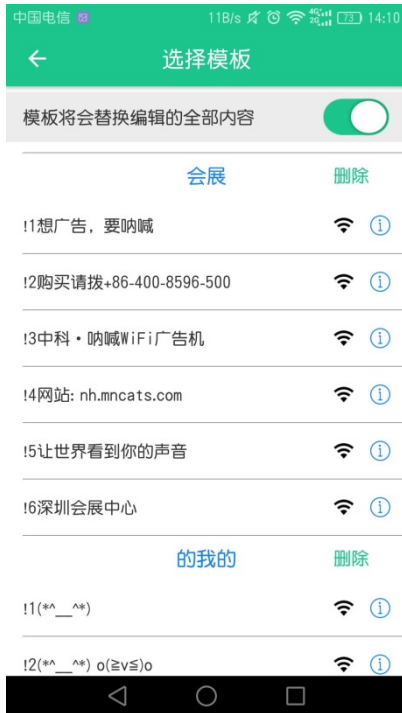 中国电信 11B/s 4G 2G 73 14:10
选择模板
模板将会替换编辑的全部内容
会展 删除
!1想广告，要呐喊
!2购买请拨+86-400-8596-500
!3中科·呐喊WiFi广告机
!4网站: nh.mncats.com
!5让世界看到你的声音
!6深圳会展中心
的我的 删除
!1(*^__^*)
!2(*^__^*) o(≧v≦)o